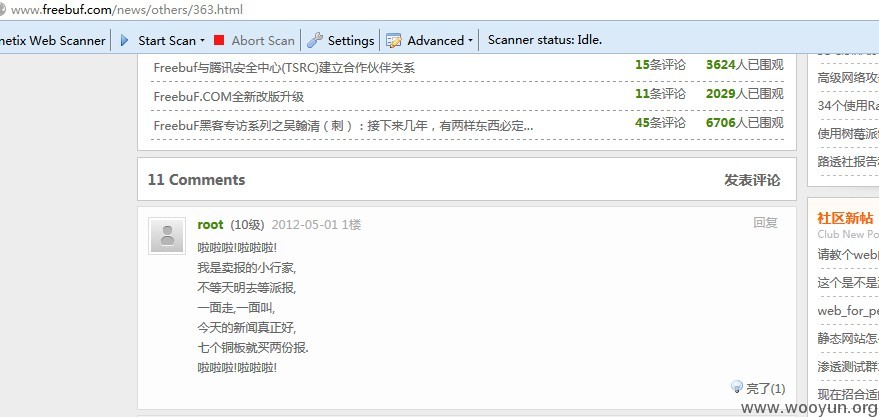 www.freebuf.com/news/others/363.html
netix Web Scanner Start Scan Abort Scan Settings Advanced Scanner status: Idle.
Freebuf与腾讯安全中心(TSRC)建立合作伙伴关系 15条评论 3624人已围观
FreebuF.COM全新改版升级 11条评论 2029人已围观
FreebuF黑客专访系列之吴翰清（刺）：接下来几年，有两样东西必定... 45条评论 6706人已围观
11 Comments 发表评论
root (10级) 2012-05-01 1楼 回复
啦啦啦!啦啦啦!
我是卖报的小行家,
不等天明去等派报,
一面走,一面叫,
今天的新闻真正好,
七个铜板就买两份报.
啦啦啦!啦啦啦!
亮了(1)
高级网络攻
34个使用Ra
使用树莓派
路透社报告
社区新帖
Club New Po
请教个web
这个是不是
web_for_pe
静态网站怎
渗透测试群
现在招合适
www.wooyun.org